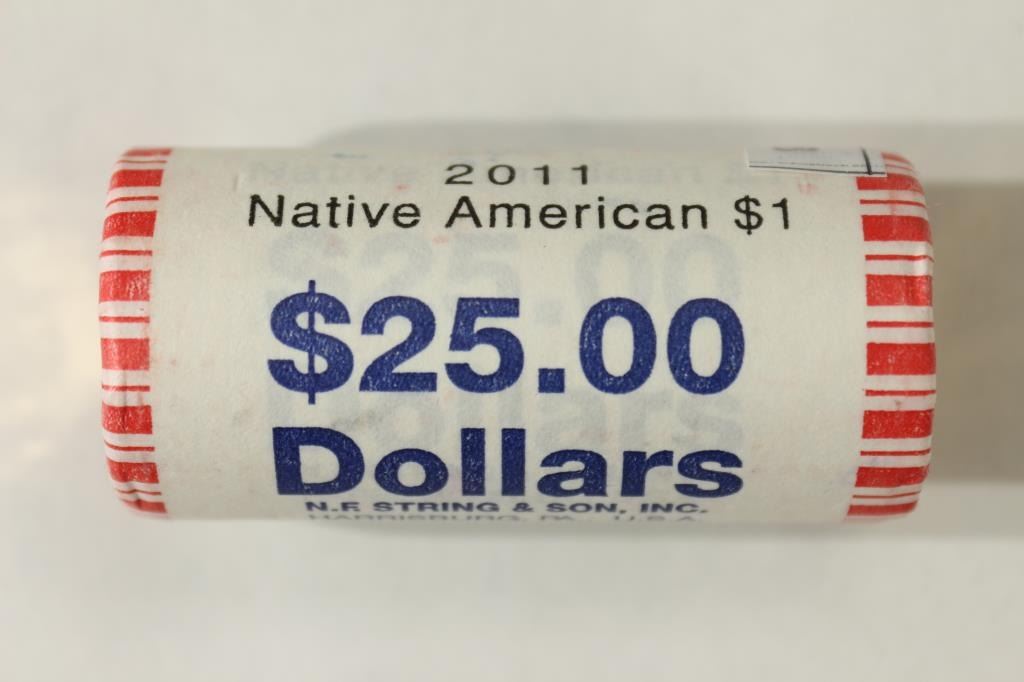 2011
Native American $1
$25.00
Dollars
N.F. STRING & SON, INC.
HARRISBURG, PA U.S.A.